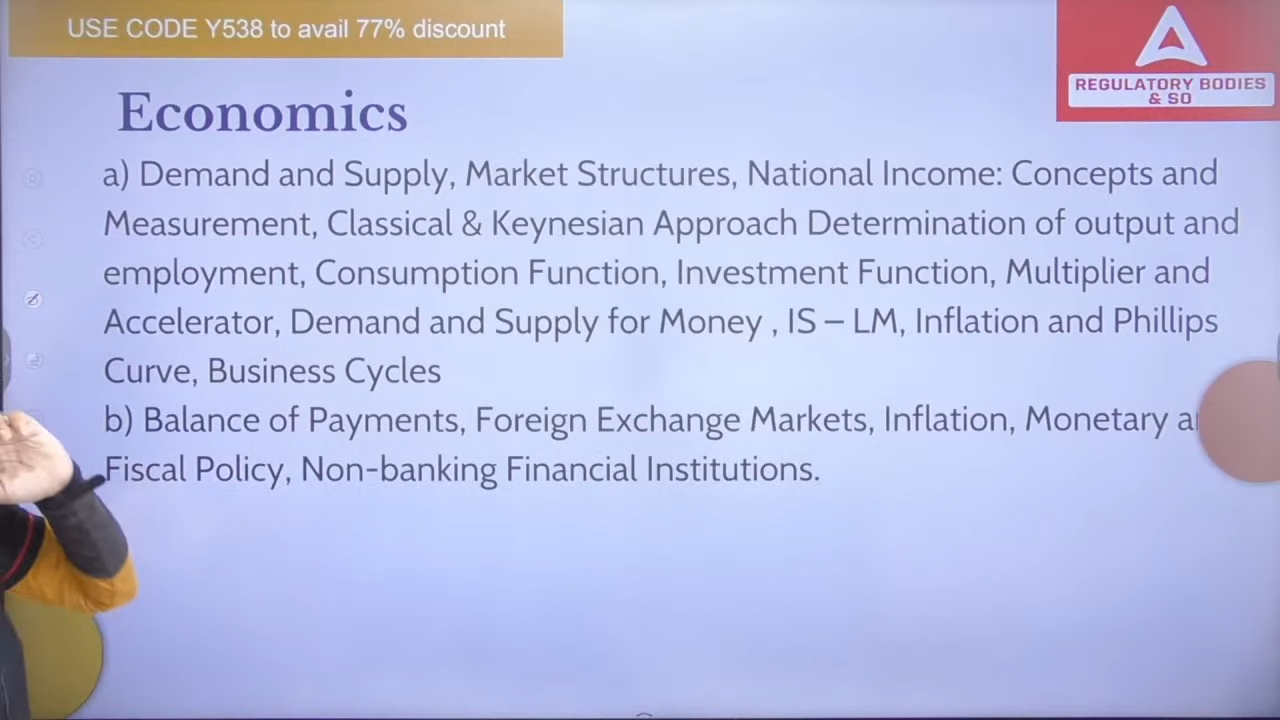 USE CODE Y538 to avail 77% discount
REGULATORY BODIES
& SO
Economics
a) Demand and Supply, Market Structures, National Income: Concepts and
Measurement, Classical & Keynesian Approach Determination of output and
employment, Consumption Function, Investment Function, Multiplier and
Accelerator, Demand and Supply for Money , IS – LM, Inflation and Phillips
Curve, Business Cycles
b) Balance of Payments, Foreign Exchange Markets, Inflation, Monetary
Fiscal Policy, Non-banking Financial Institutions.